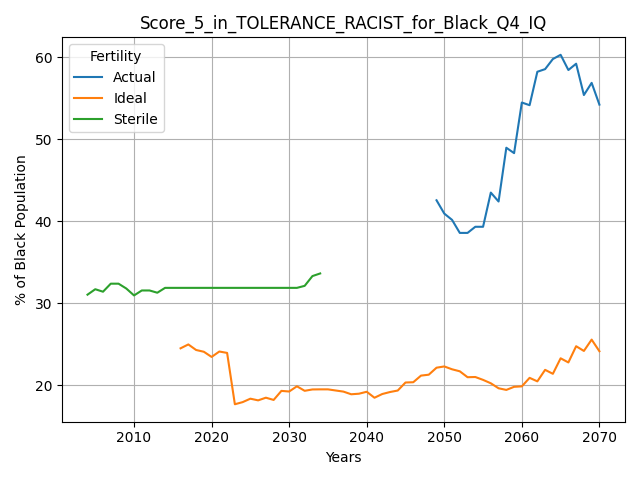 Score_5_in_TOLERANCE_RACIST_for_Black_Q4_IQ
Fertility
Actual
Ideal
Sterile
% of Black Population
60
50
40
30
20
2010 2020 2030 2040 2050 2060 2070
Years